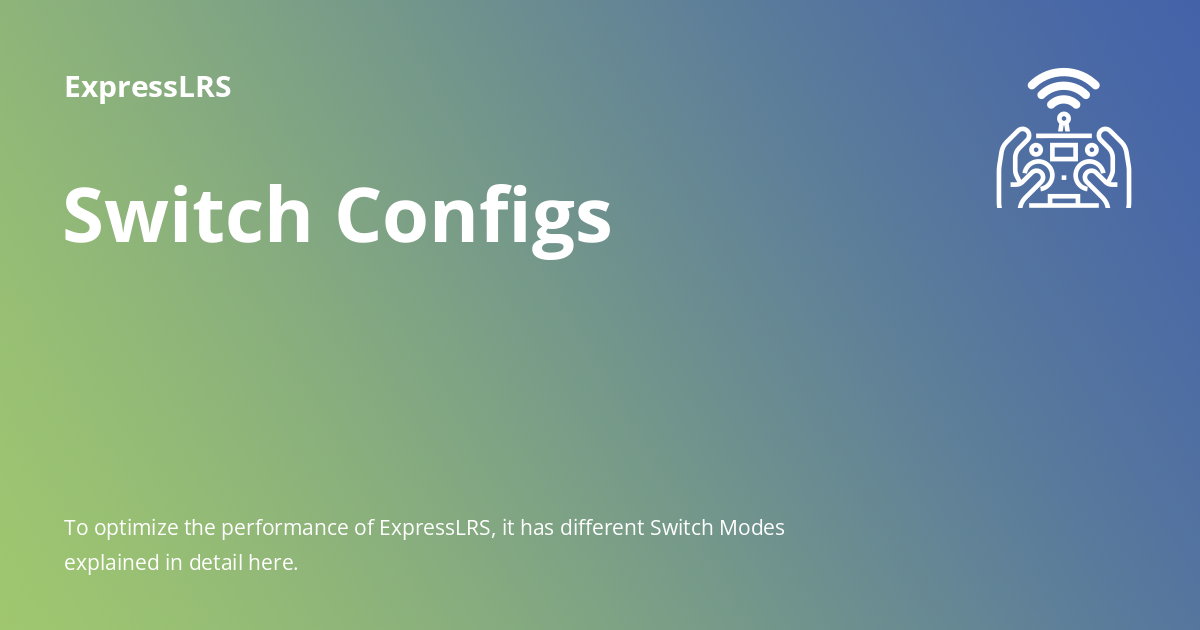 ExpressLRS
Switch Configs
To optimize the performance of ExpressLRS, it has different Switch Modes
explained in detail here.